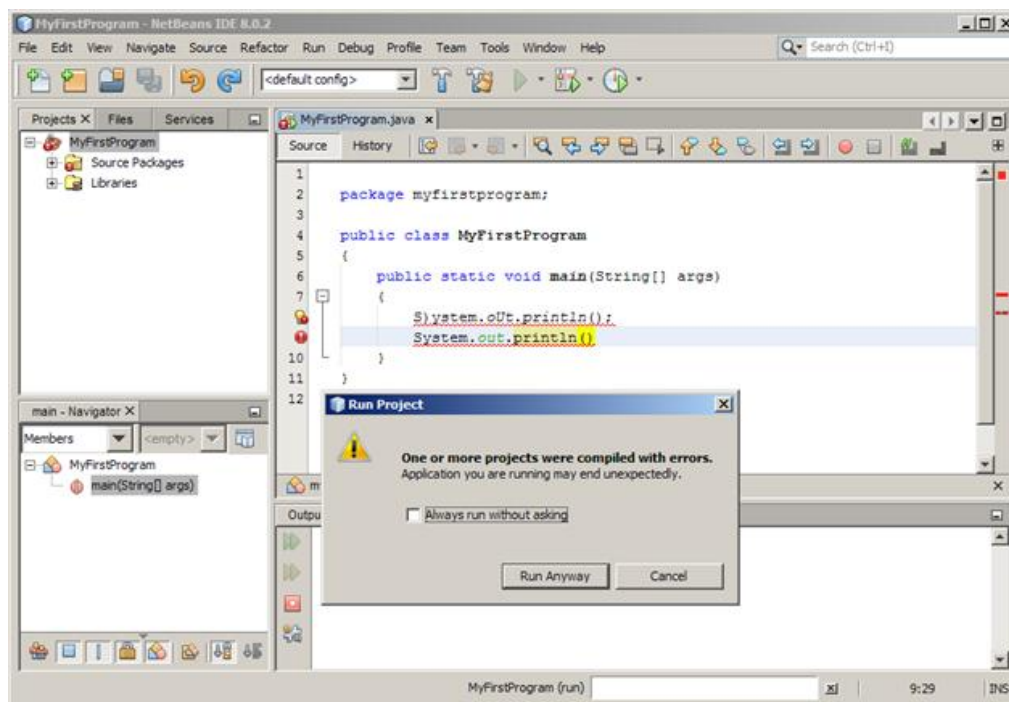 MyFirstProgram - NetBeans IDE 8.0.2
File Edit View Navigate Source Refactor Run Debug Profile Team Tools Window Help
Search (Ctrl+I)
<default config>
Projects Files Services
MyFirstProgram
Source Packages
Libraries
MyFirstProgram.java
Source History
1
2 package myfirstprogram;
3
4 public class MyFirstProgram
5 {
6 public static void main(String[] args)
7 {
S)ystem.oUt.println();
System.out.println()
10 }
11 }
12
main - Navigator
Members <empty>
MyFirstProgram
main(String[] args)
Run Project
One or more projects were compiled with errors.
Application you are running may end unexpectedly.
Always run without asking
Run Anyway Cancel
m
Outpu
MyFirstProgram (run)
9:29 INS